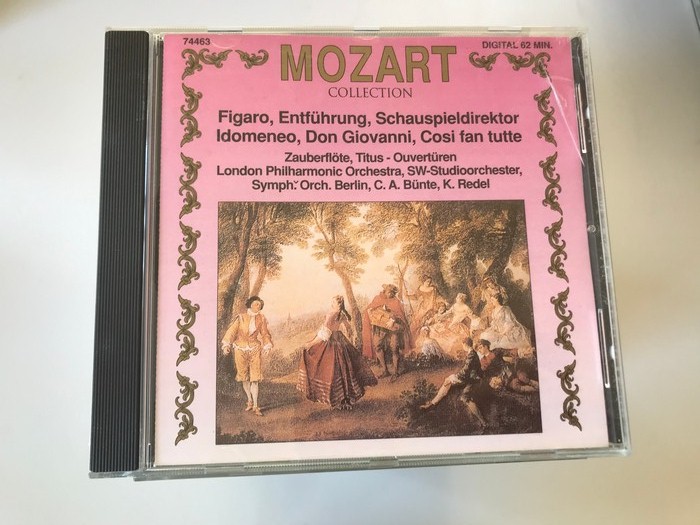 74463
DIGITAL 62 MIN.
MOZART
COLLECTION
Figaro, Entführung, Schauspieldirektor
Idomeneo, Don Giovanni, Cosi fan tutte
Zauberflöte, Titus - Ouvertüren
London Philharmonic Orchestra, SW-Studioorchester,
Symph. Orch. Berlin, C. A. Bünte, K. Redel